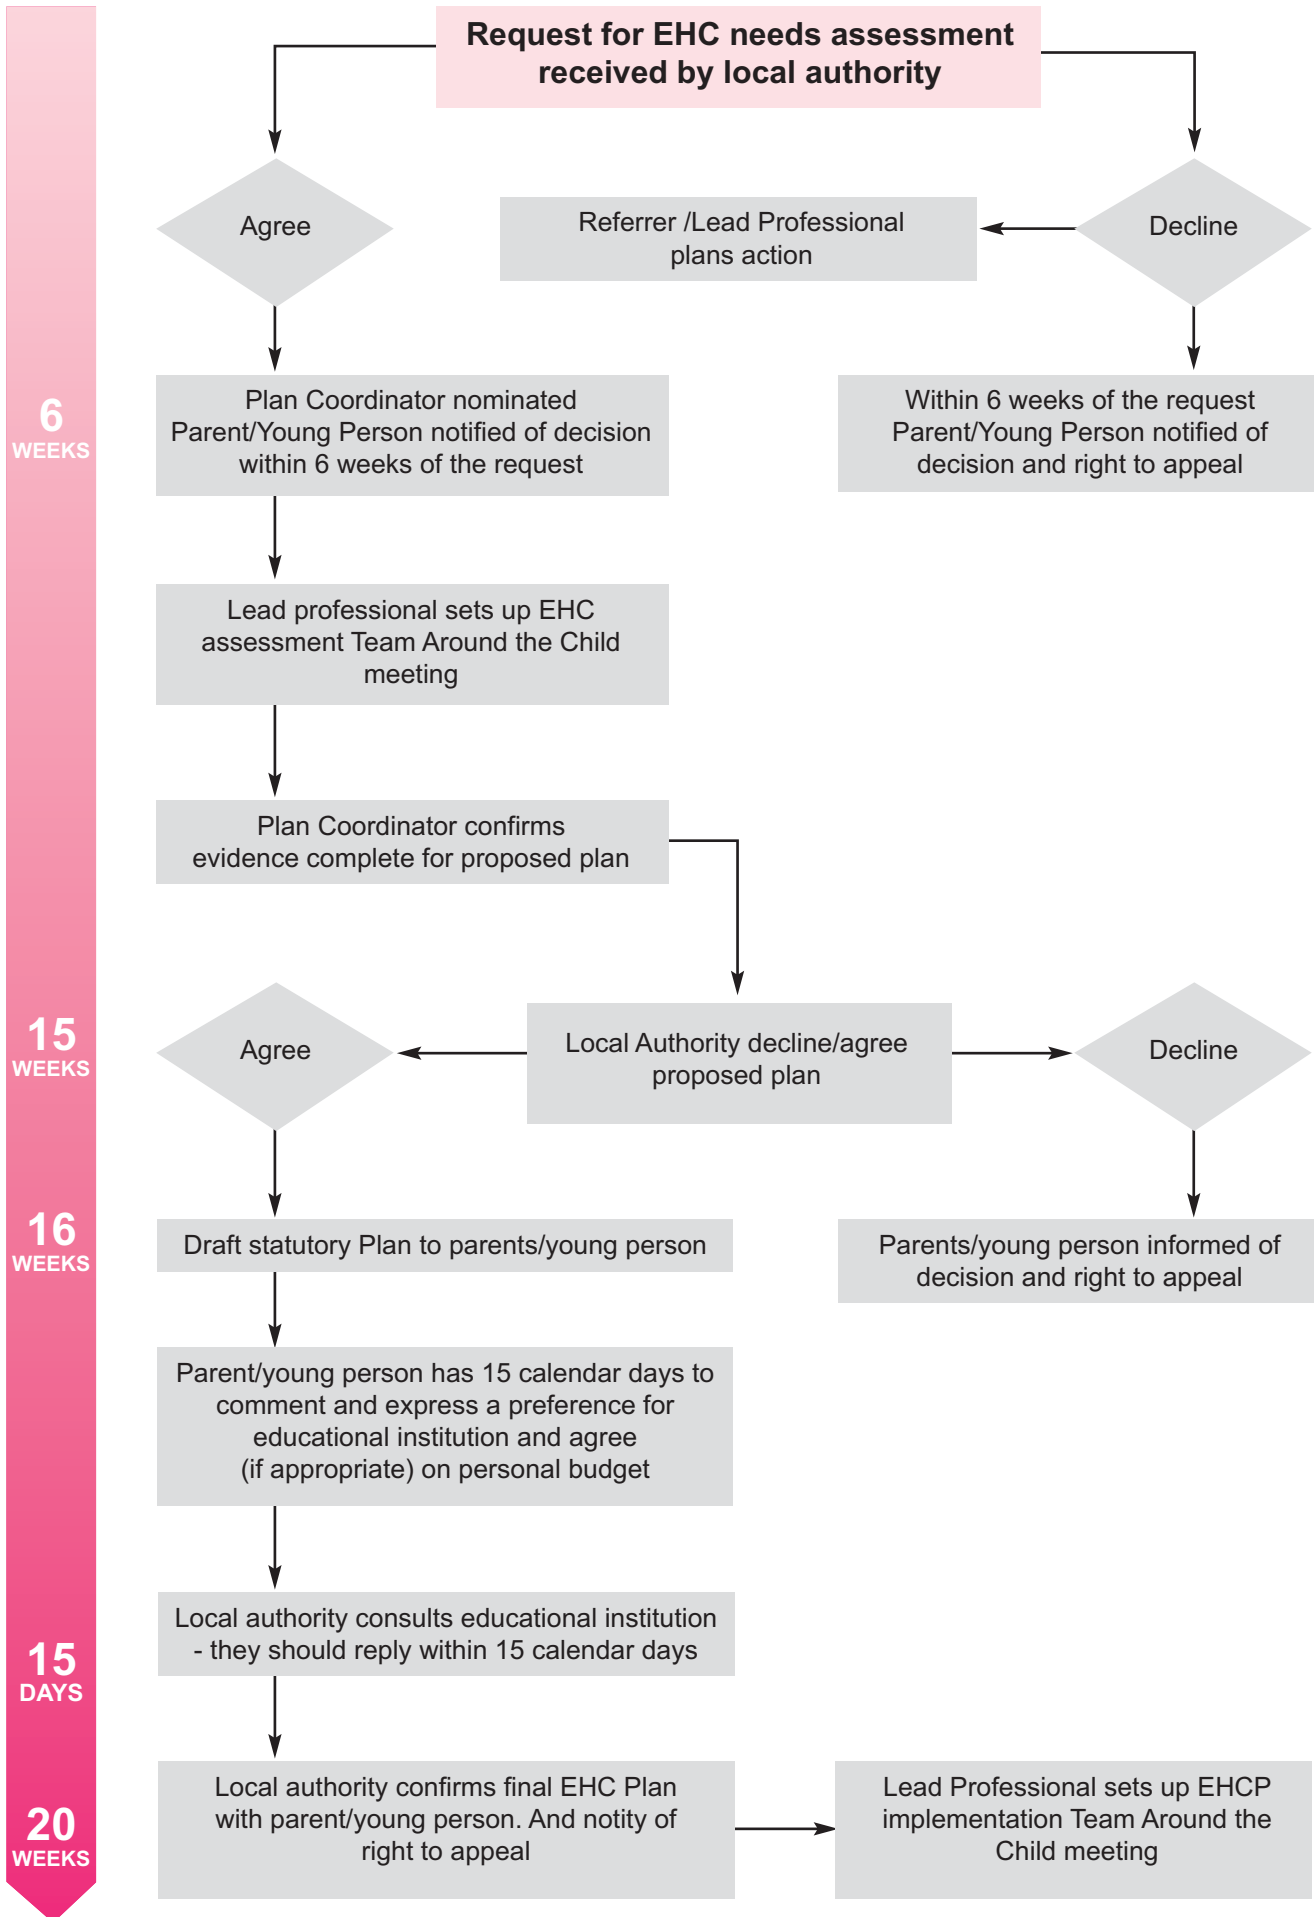 Request for EHC needs assessment
received by local authority
Agree
Referrer /Lead Professional
plans action
Decline
6
WEEKS
Plan Coordinator nominated
Parent/Young Person notified of decision
within 6 weeks of the request
Within 6 weeks of the request
Parent/Young Person notified of
decision and right to appeal
Lead professional sets up EHC
assessment Team Around the Child
meeting
Plan Coordinator confirms
evidence complete for proposed plan
15
WEEKS
Agree
Local Authority decline/agree
proposed plan
Decline
16
WEEKS
Draft statutory Plan to parents/young person
Parents/young person informed of
decision and right to appeal
Parent/young person has 15 calendar days to
comment and express a preference for
educational institution and agree
(if appropriate) on personal budget
Local authority consults educational institution
- they should reply within 15 calendar days
15
DAYS
20
WEEKS
Local authority confirms final EHC Plan
with parent/young person. And notity of
right to appeal
Lead Professional sets up EHCP
implementation Team Around the
Child meeting